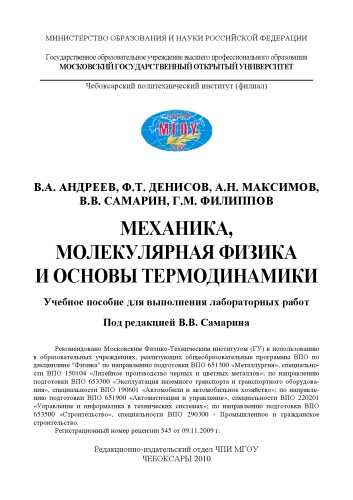 МИНИСТЕРСТВО ОБРАЗОВАНИЯ И НАУКИ РОССИЙСКОЙ ФЕДЕРАЦИИ
Государственное образовательное учреждение высшего профессионального образования
МОСКОВСКИЙ ГОСУДАРСТВЕННЫЙ ОТКРЫТЫЙ УНИВЕРСИТЕТ
Чебоксарский политехнический институт (филиал)
МГОУ
В.А. АНДРЕЕВ, Ф.Т. ДЕНИСОВ, А.Н. МАКСИМОВ,
В.В. САМАРИН, Г.М. ФИЛИППОВ
МЕХАНИКА,
МОЛЕКУЛЯРНАЯ ФИЗИКА
И ОСНОВЫ ТЕРМОДИНАМИКИ
Учебное пособие для выполнения лабораторных работ
Под редакцией В.В. Самарина
Рекомендовано Московским Физико-Техническим институтом (ГУ) к использованию
в образовательных учреждениях, реализующих общеобразовательные программы ВПО по
дисциплине "Физика" по направлению подготовки ВПО 651300 «Металлургия», специально-
сти ВПО 150104 «Литейное производство черных и цветных металлов»; по направлению
подготовки ВПО 653300 «Эксплуатация наземного транспорта и транспортного оборудова-
ния», специальности ВПО 190601 «Автомобили и автомобильное хозяйство»; по направле-
нию подготовки ВПО 651900 «Автоматизация и управление», специальности ВПО 220201
«Управление и информатика в технических системах»; по направлению подготовки ВПО
653500 «Строительство», специальности ВПО 290300 - Промышленное и гражданское
строительство.
Регистрационный номер рецензии 545 от 09.11.2009 г.
Редакционно-издательский отдел ЧПИ МГОУ
ЧЕБОКСАРЫ 2010